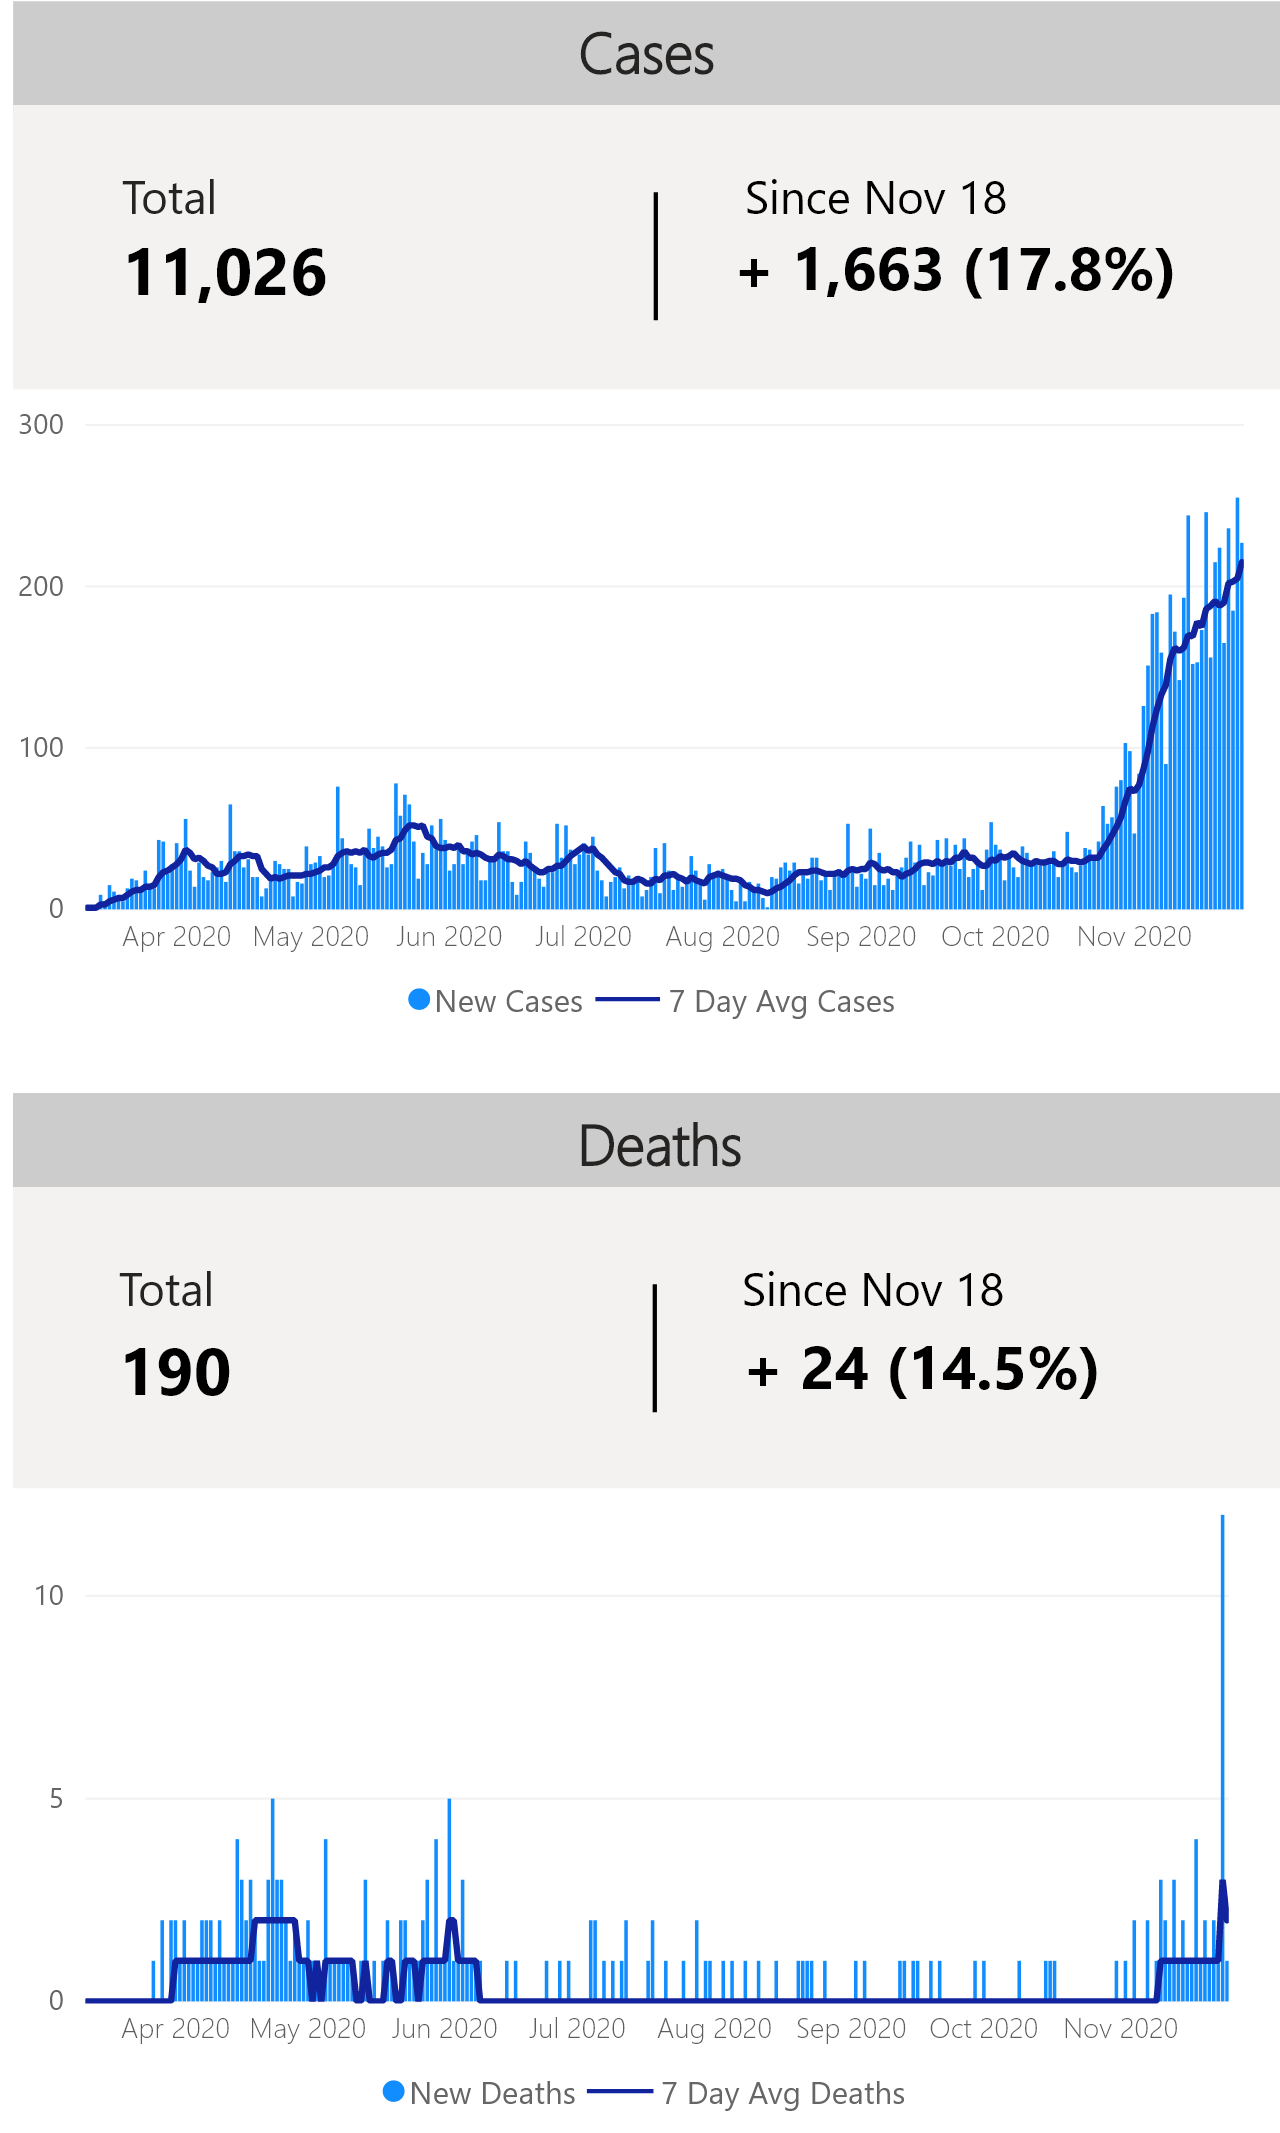 Cases
Total
Since Nov 18
11,026
+ 1,663 (17.8%)
300
200
100
0
Apr 2020 May 2020 Jun 2020 Jul 2020 Aug 2020 Sep 2020 Oct 2020 Nov 2020
New Cases 7 Day Avg Cases
Deaths
Total
Since Nov 18
190
+ 24 (14.5%)
10
5
0
Apr 2020 May 2020 Jun 2020 Jul 2020 Aug 2020 Sep 2020 Oct 2020 Nov 2020
New Deaths 7 Day Avg Deaths